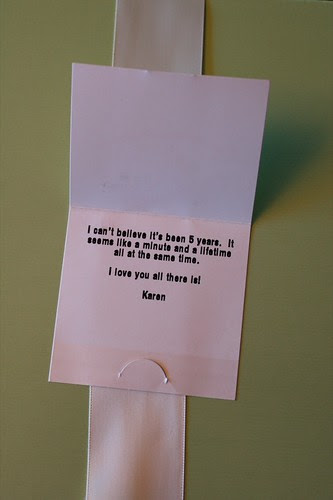 I can't believe it's been 5 years. It
seems like a minute and a lifetime
all at the same time.
I love you all there is!
Karen